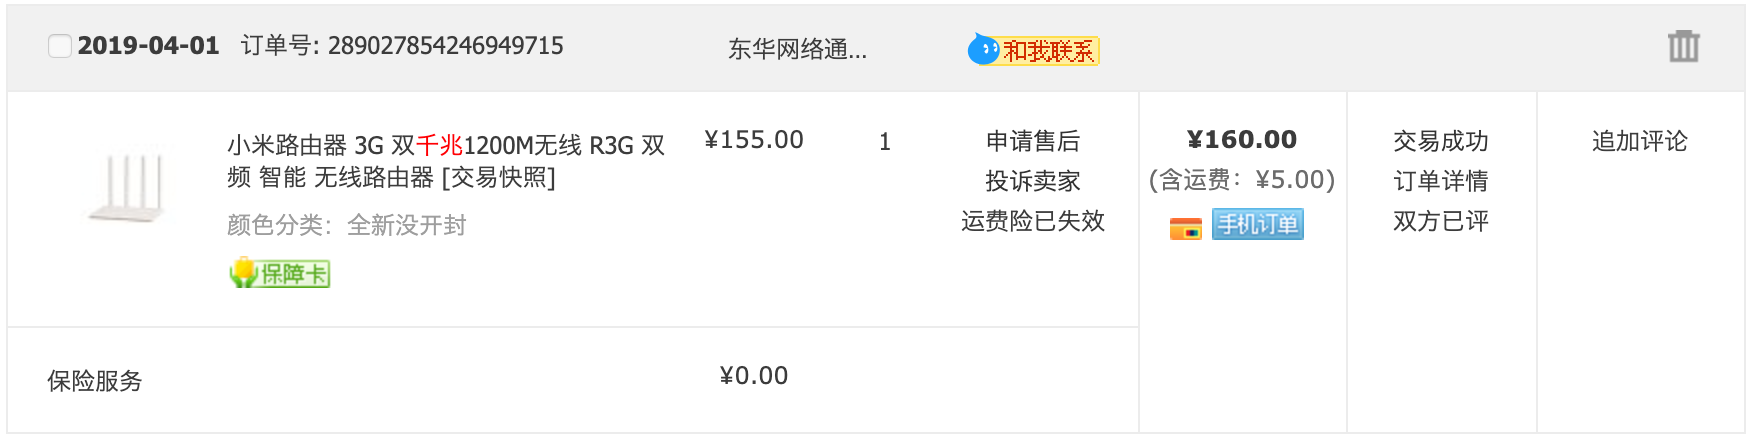 2019-04-01 订单号: 289027854246949715 东华网络通... 和我联系
小米路由器 3G 双千兆1200M无线 R3G 双
频 智能 无线路由器 [交易快照]
颜色分类：全新没开封
保障卡
¥155.00
1
申请售后
投诉卖家
运费险已失效
¥160.00
(含运费：¥5.00)
手机订单
交易成功
订单详情
双方已评
追加评论
保险服务 ¥0.00